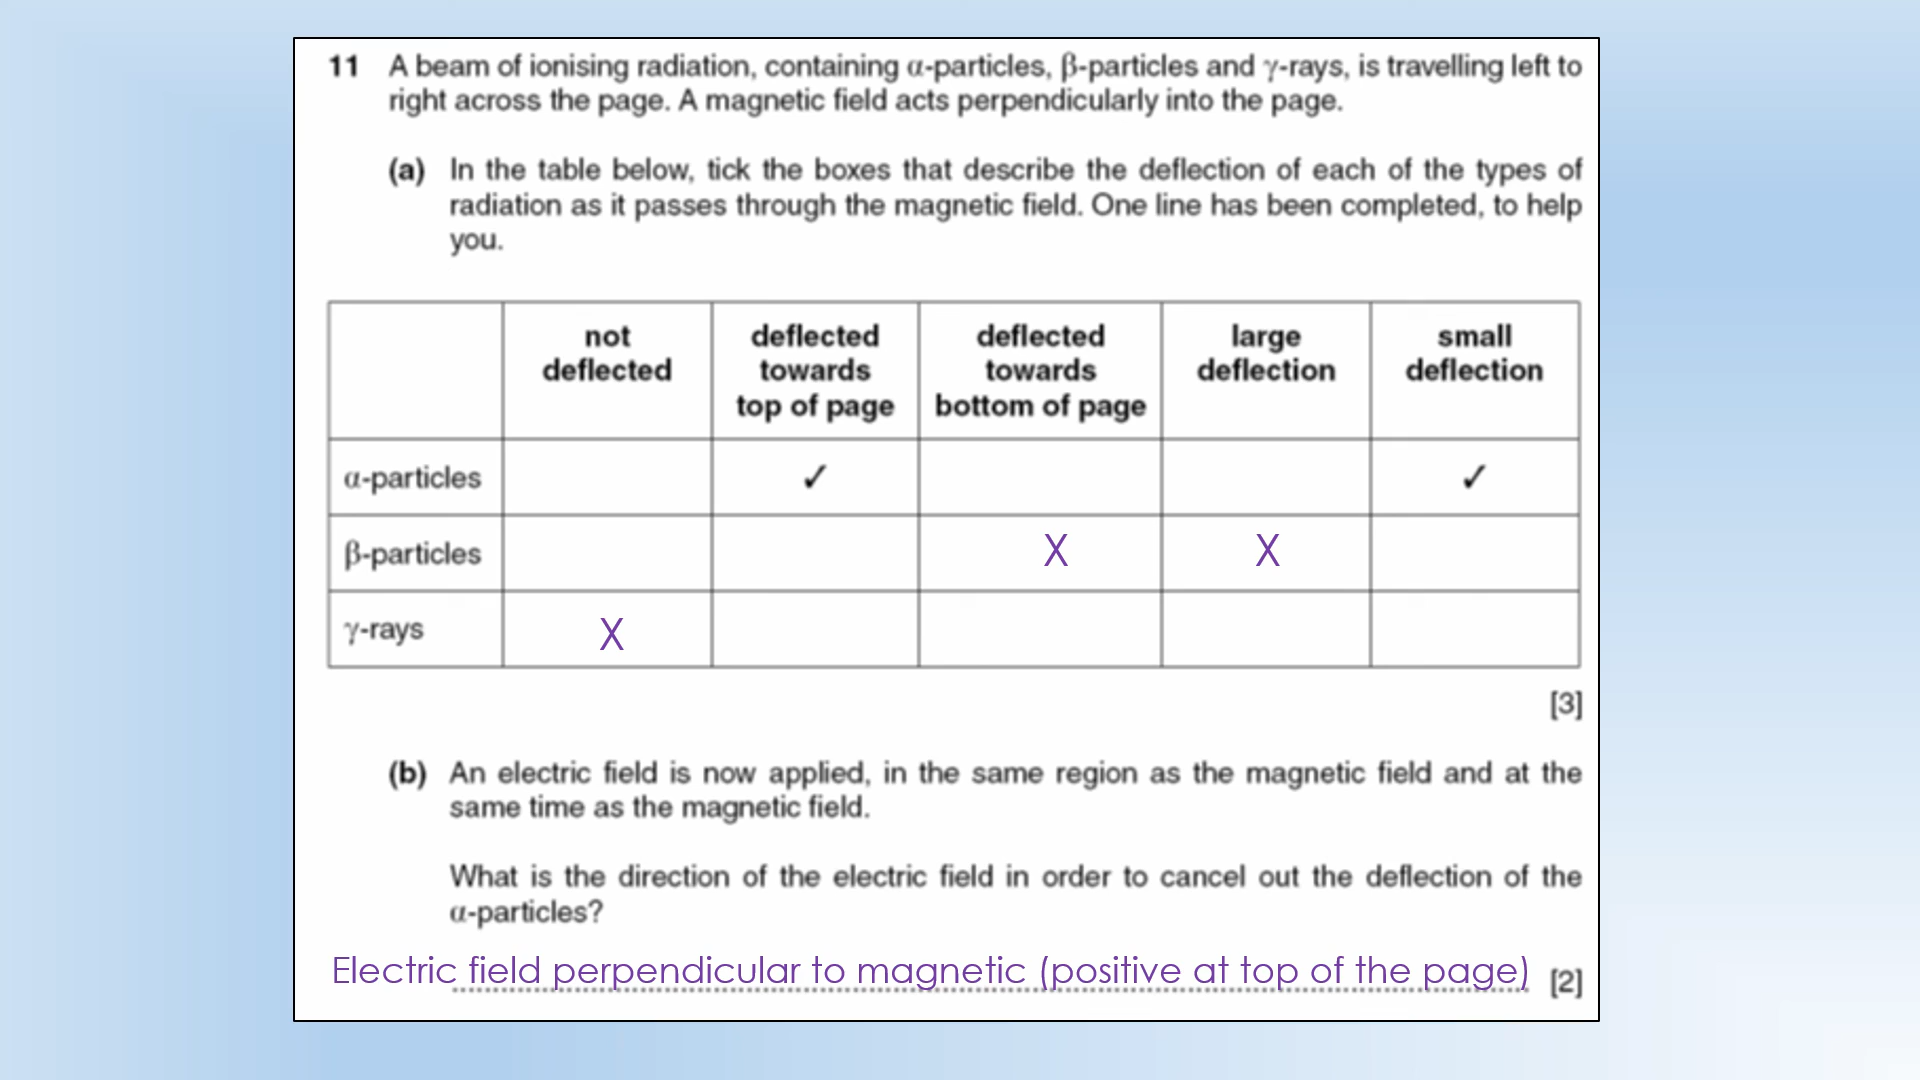 11 A beam of ionising radiation, containing α-particles, β-particles and γ-rays, is travelling left to
right across the page. A magnetic field acts perpendicularly into the page.
(a) In the table below, tick the boxes that describe the deflection of each of the types of
radiation as it passes through the magnetic field. One line has been completed, to help
you.
not deflected
deflected towards top of page
deflected towards bottom of page
large deflection
small deflection
α-particles ✓ ✓
β-particles X X
γ-rays X
[3]
(b) An electric field is now applied, in the same region as the magnetic field and at the
same time as the magnetic field.
What is the direction of the electric field in order to cancel out the deflection of the
α-particles?
Electric field perpendicular to magnetic (positive at top of the page) [2]